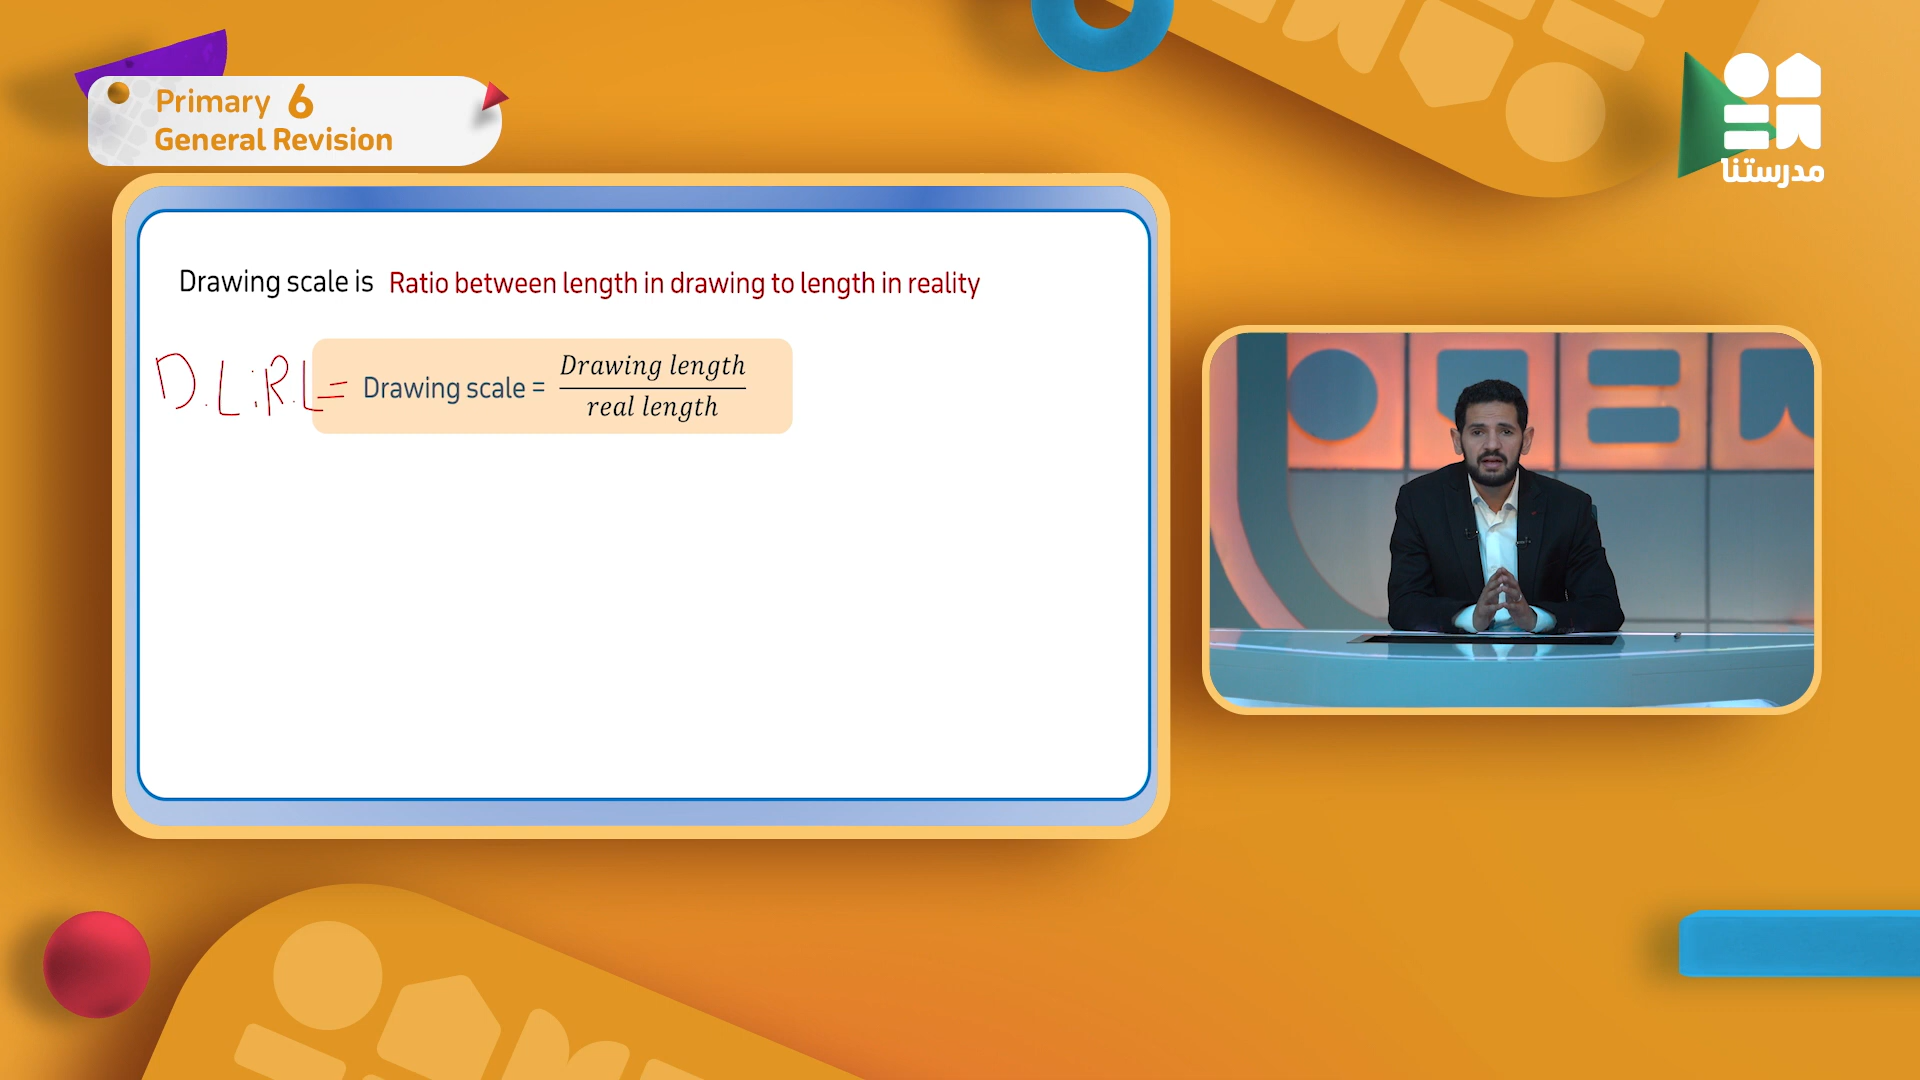 Primary 6
General Revision
مدرستنا
Drawing scale is Ratio between length in drawing to length in reality
D.L:R.L= Drawing scale = Drawing length
real length